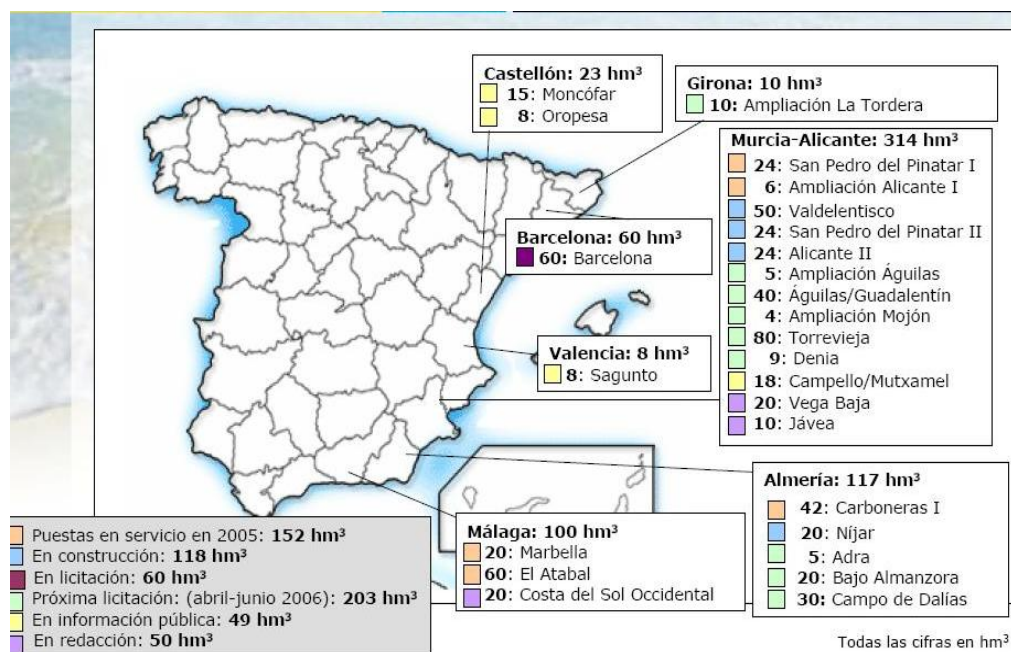 Castellón: 23 hm³
15: Moncófar
8: Oropesa
Girona: 10 hm³
10: Ampliación La Tordera
Murcia-Alicante: 314 hm³
24: San Pedro del Pinatar I
6: Ampliación Alicante I
50: Valdelentisco
24: San Pedro del Pinatar II
24: Alicante II
5: Ampliación Águilas
40: Águilas/Guadalentín
4: Ampliación Mojón
80: Torrevieja
9: Denia
18: Campello/Mutxamel
20: Vega Baja
10: Jávea
Barcelona: 60 hm³
60: Barcelona
Valencia: 8 hm³
8: Sagunto
Almería: 117 hm³
42: Carboneras I
20: Níjar
5: Adra
20: Bajo Almanzora
30: Campo de Dalías
Málaga: 100 hm³
20: Marbella
60: El Atabal
20: Costa del Sol Occidental
Puestas en servicio en 2005: 152 hm³
En construcción: 118 hm³
En licitación: 60 hm³
Próxima licitación: (abril-junio 2006): 203 hm³
En información pública: 49 hm³
En redacción: 50 hm³
Todas las cifras en hm³